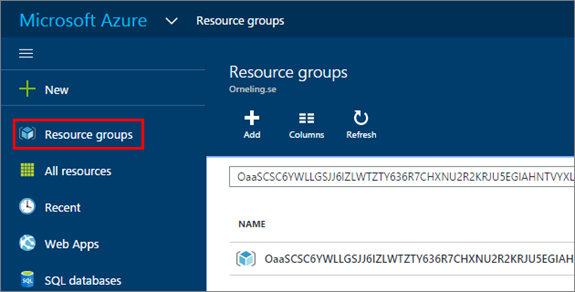 Microsoft Azure Resource groups
New
Resource groups
All resources
Recent
Web Apps
SQL databases
Resource groups
Orneling.se
Add Columns Refresh
OaaSCSC6YWLLGSJJ6IZLWTZTY636R7CHXNU2R2KRJU5EGIAHNTVYXL
NAME
OaaSCSC6YWLLGSJJ6IZLWTZTY636R7CHXNU2R2KRJU5EGIAH